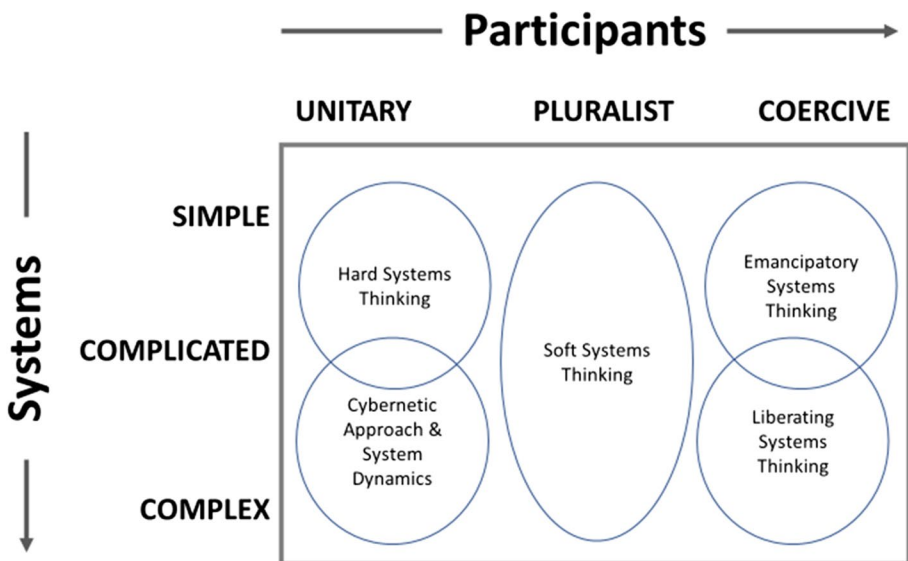 Participants
UNITARY
PLURALIST
COERCIVE
Systems
SIMPLE
COMPLICATED
COMPLEX
Hard Systems
Thinking
Cybernetic
Approach &
System
Dynamics
Soft Systems
Thinking
Emancipatory
Systems
Thinking
Liberating
Systems
Thinking